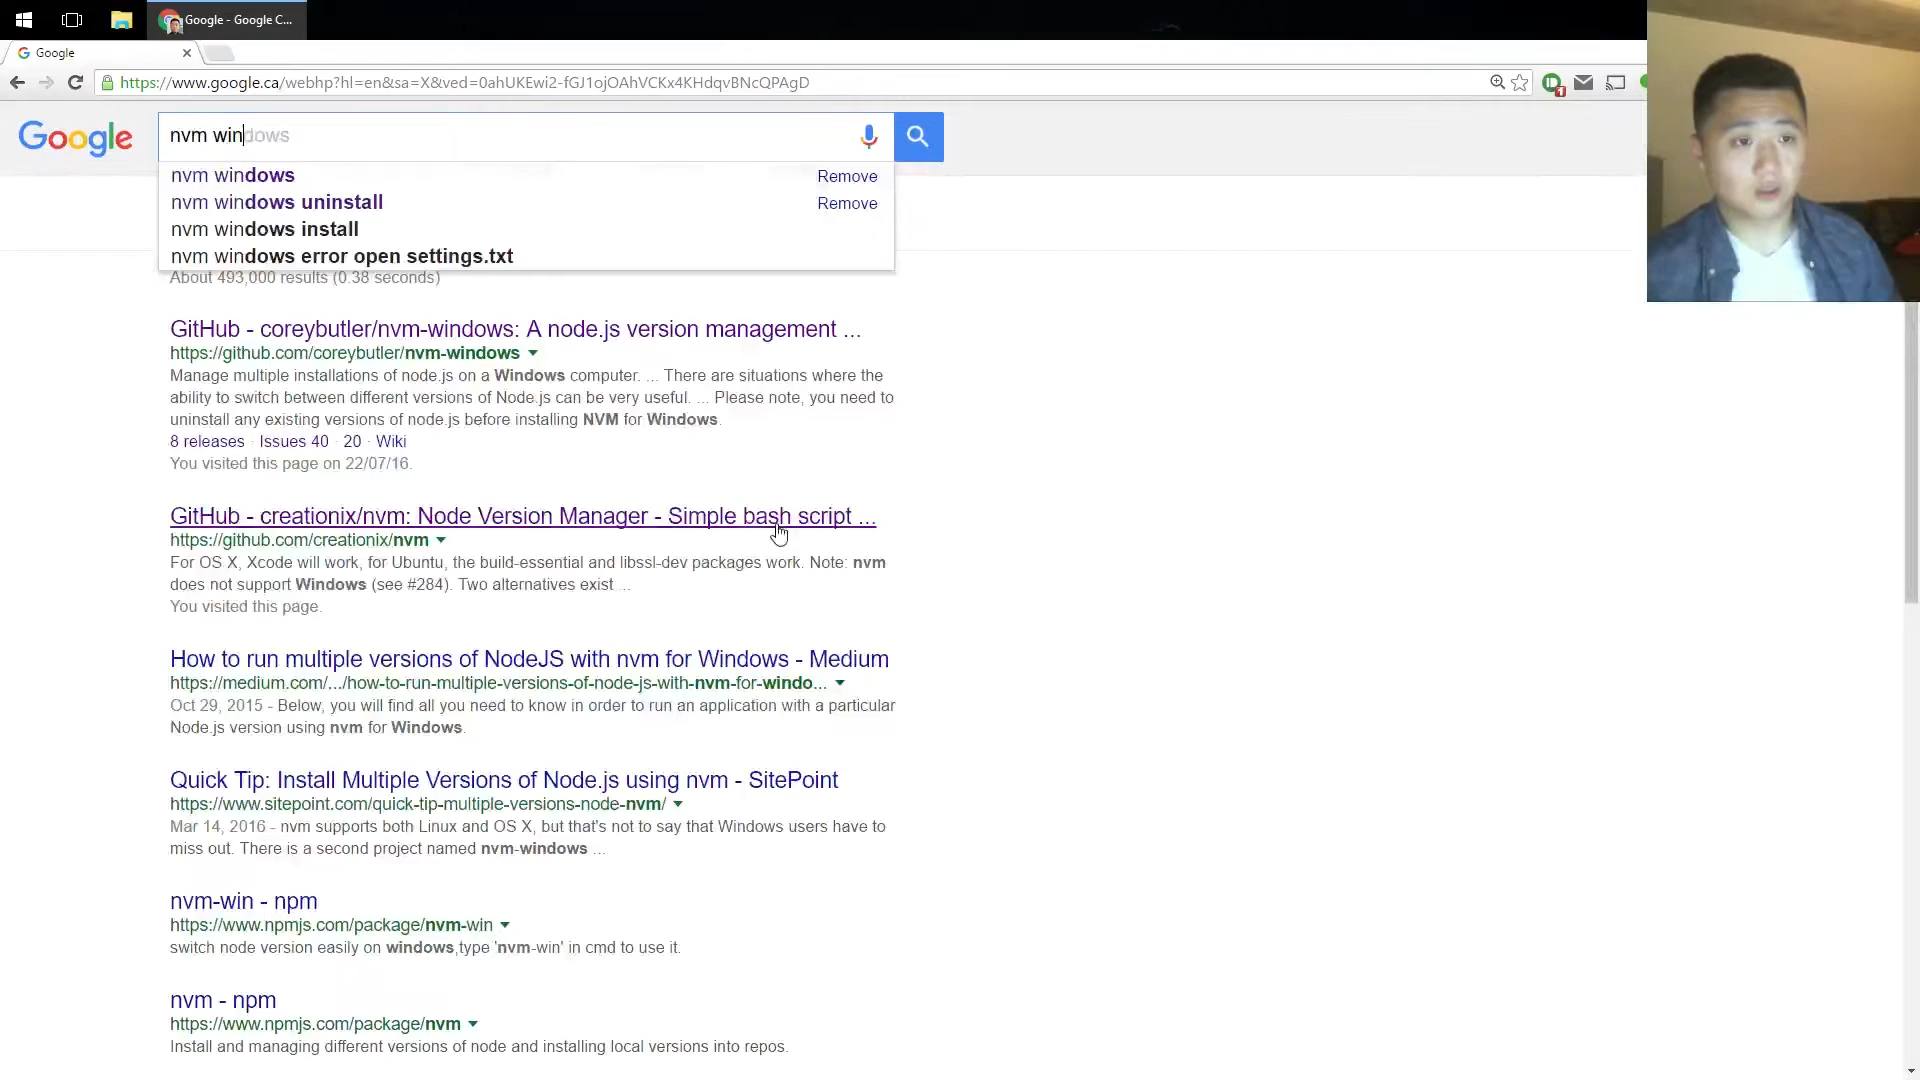 Google - Google C...
Google
https://www.google.ca/webhp?hl=en&sa=X&ved=0ahUKEwi2-fGJ1ojOAhVCKx4KHdqvBNcQPAgD
1
Google
nvm windows
nvm windows Remove
nvm windows uninstall Remove
nvm windows install
nvm windows error open settings.txt
About 493,000 results (0.38 seconds)
GitHub - coreybutler/nvm-windows: A node.js version management ...
https://github.com/coreybutler/nvm-windows
Manage multiple installations of node.js on a Windows computer. ... There are situations where the
ability to switch between different versions of Node.js can be very useful. ... Please note, you need to
uninstall any existing versions of node.js before installing NVM for Windows.
8 releases · Issues 40 · 20 · Wiki
You visited this page on 22/07/16.
GitHub - creationix/nvm: Node Version Manager - Simple bash script ...
https://github.com/creationix/nvm
For OS X, Xcode will work, for Ubuntu, the build-essential and libssl-dev packages work. Note: nvm
does not support Windows (see #284). Two alternatives exist ...
You visited this page.
How to run multiple versions of NodeJS with nvm for Windows - Medium
https://medium.com/.../how-to-run-multiple-versions-of-node-js-with-nvm-for-windo...
Oct 29, 2015 - Below, you will find all you need to know in order to run an application with a particular
Node.js version using nvm for Windows.
Quick Tip: Install Multiple Versions of Node.js using nvm - SitePoint
https://www.sitepoint.com/quick-tip-multiple-versions-node-nvm/
Mar 14, 2016 - nvm supports both Linux and OS X, but that's not to say that Windows users have to
miss out. There is a second project named nvm-windows ...
nvm-win - npm
https://www.npmjs.com/package/nvm-win
switch node version easily on windows,type 'nvm-win' in cmd to use it.
nvm - npm
https://www.npmjs.com/package/nvm
Install and managing different versions of node and installing local versions into repos.